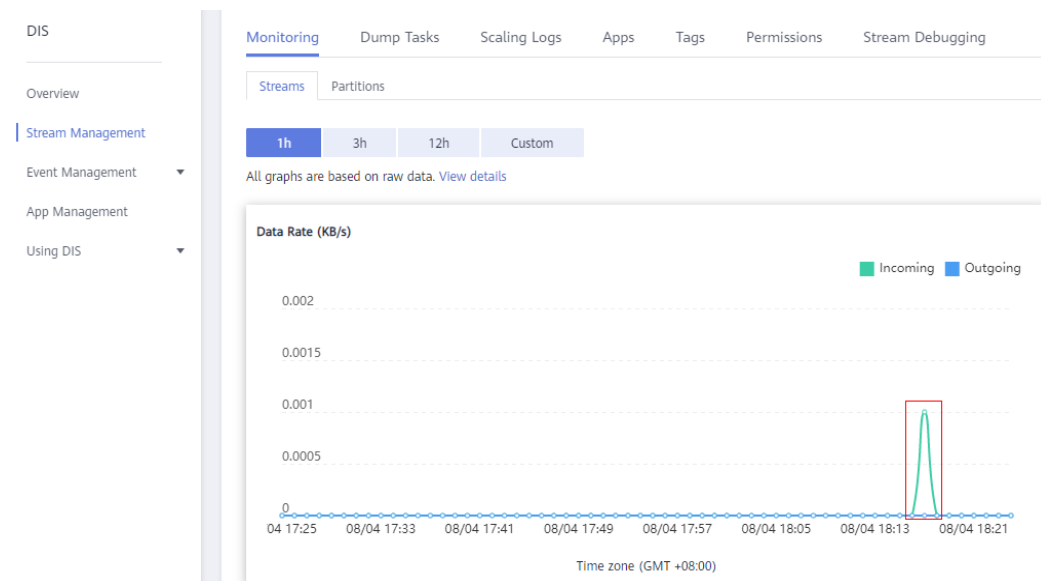 DIS
Overview
Stream Management
Event Management
App Management
Using DIS
Monitoring Dump Tasks Scaling Logs Apps Tags Permissions Stream Debugging
Streams Partitions
1h 3h 12h Custom
All graphs are based on raw data. View details
Data Rate (KB/s)
Incoming Outgoing
0.002
0.0015
0.001
0.0005
0
04 17:25 08/04 17:33 08/04 17:41 08/04 17:49 08/04 17:57 08/04 18:05 08/04 18:13 08/04 18:21
Time zone (GMT +08:00)